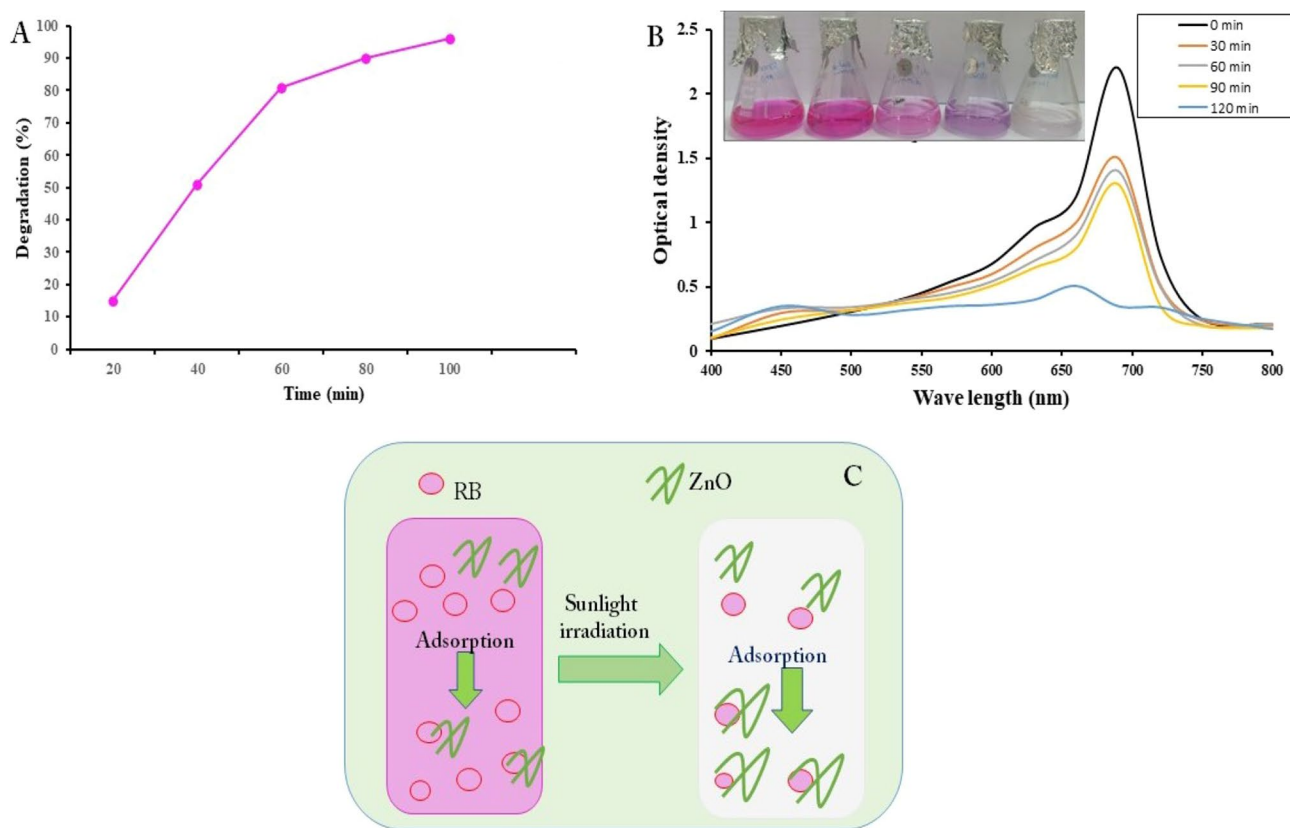 A
100
90
80
70
60
50
40
30
20
10
0
Degradation (%)
20 40 60 80 100
Time (min)
B
2.5
2
1.5
1
0.5
0
Optical density
400 450 500 550 600 650 700 750 800
Wave length (nm)
0 min
30 min
60 min
90 min
120 min
C
RB
ZnO
Adsorption
Sunlight
irradiation
Adsorption